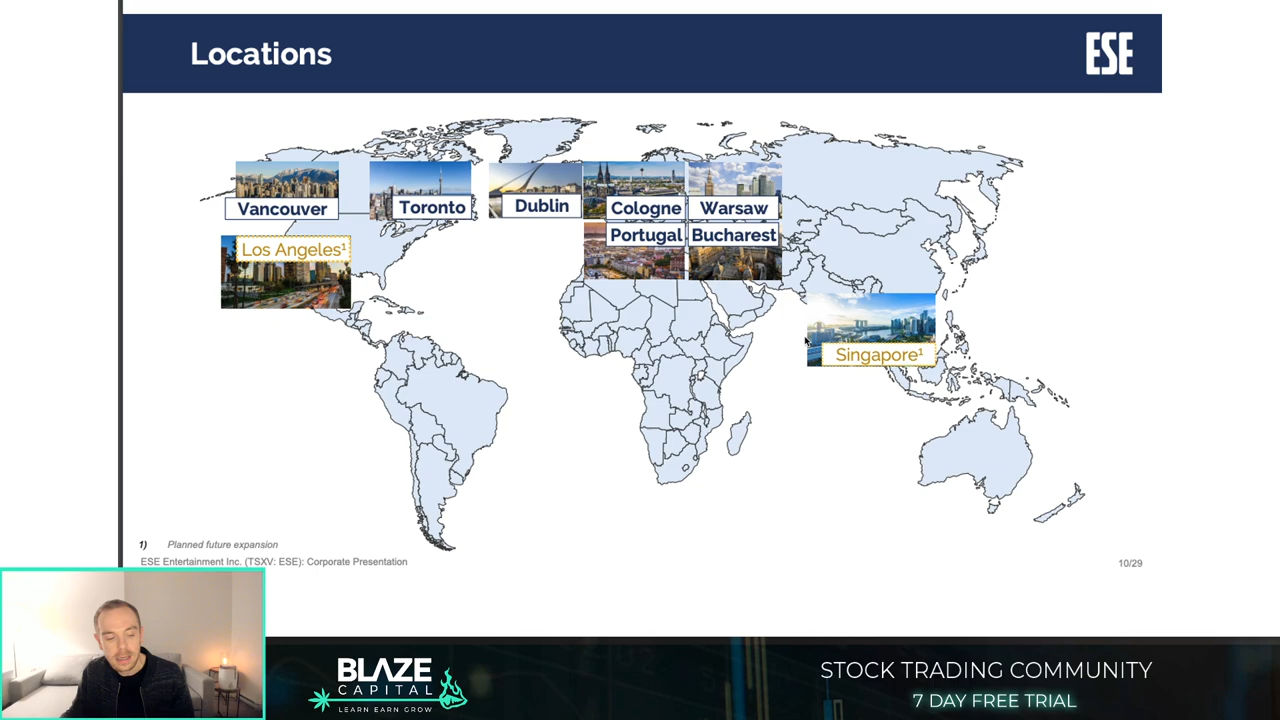 Locations
ESE
Vancouver
Toronto
Dublin
Cologne
Warsaw
Portugal
Bucharest
Los Angeles¹
Singapore¹
1) Planned future expansion
ESE Entertainment Inc. (TSXV: ESE): Corporate Presentation
10/29
BLAZE
CAPITAL
LEARN EARN GROW
STOCK TRADING COMMUNITY
7 DAY FREE TRIAL